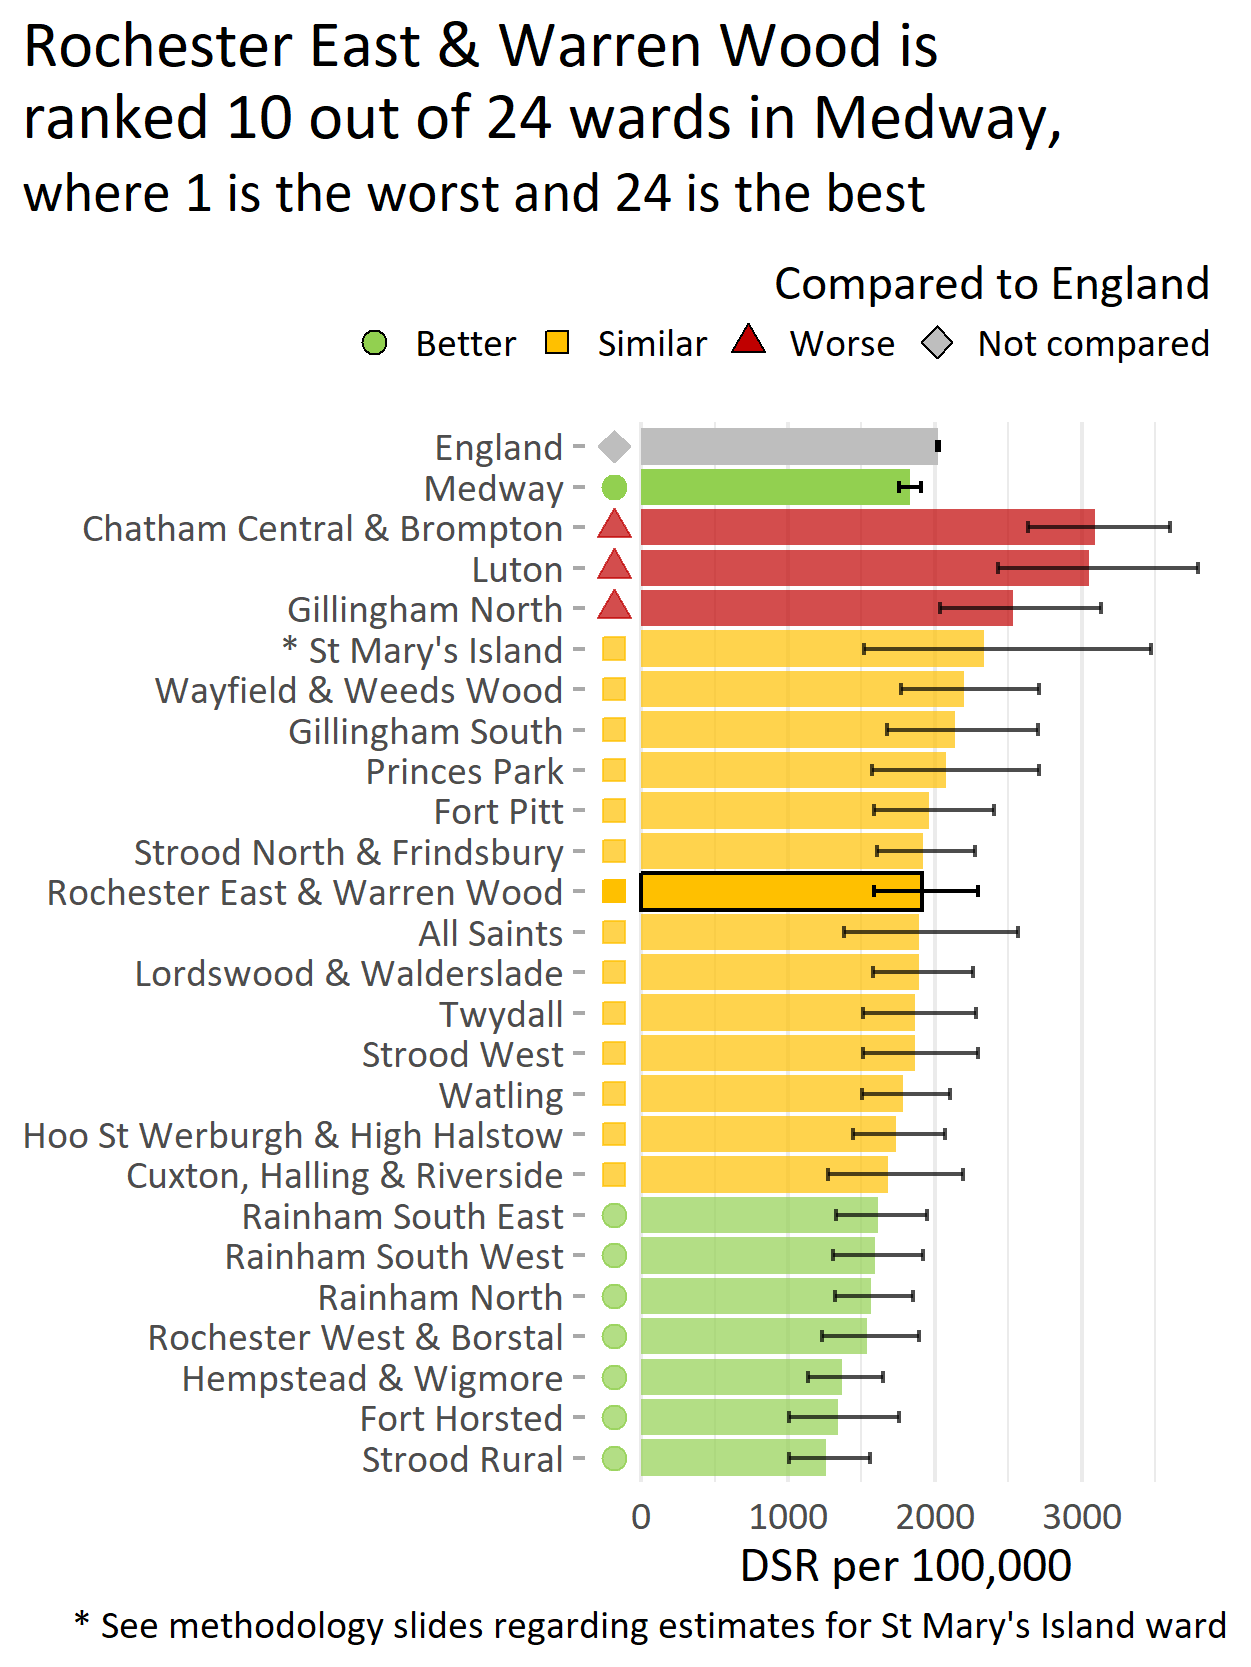 Rochester East & Warren Wood is
ranked 10 out of 24 wards in Medway,
where 1 is the worst and 24 is the best
Compared to England
Better Similar Worse Not compared
England
Medway
Chatham Central & Brompton
Luton
Gillingham North
* St Mary's Island
Wayfield & Weeds Wood
Gillingham South
Princes Park
Fort Pitt
Strood North & Frindsbury
Rochester East & Warren Wood
All Saints
Lordswood & Walderslade
Twydall
Strood West
Watling
Hoo St Werburgh & High Halstow
Cuxton, Halling & Riverside
Rainham South East
Rainham South West
Rainham North
Rochester West & Borstal
Hempstead & Wigmore
Fort Horsted
Strood Rural
0 1000 2000 3000
DSR per 100,000
* See methodology slides regarding estimates for St Mary's Island ward